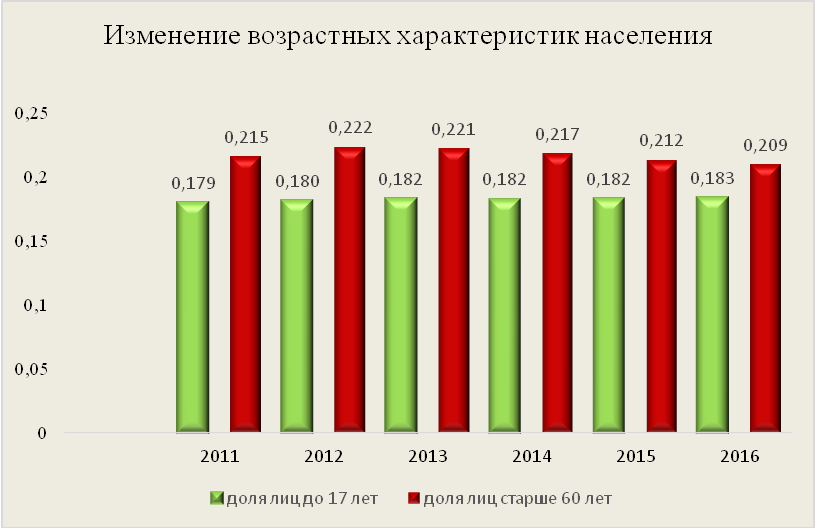 Изменение возрастных характеристик населения
0,25
0,2
0,15
0,1
0,05
0
0,179 0,215 0,180 0,222 0,182 0,221 0,182 0,217 0,182 0,212 0,183 0,209
2011 2012 2013 2014 2015 2016
доля лиц до 17 лет доля лиц старше 60 лет